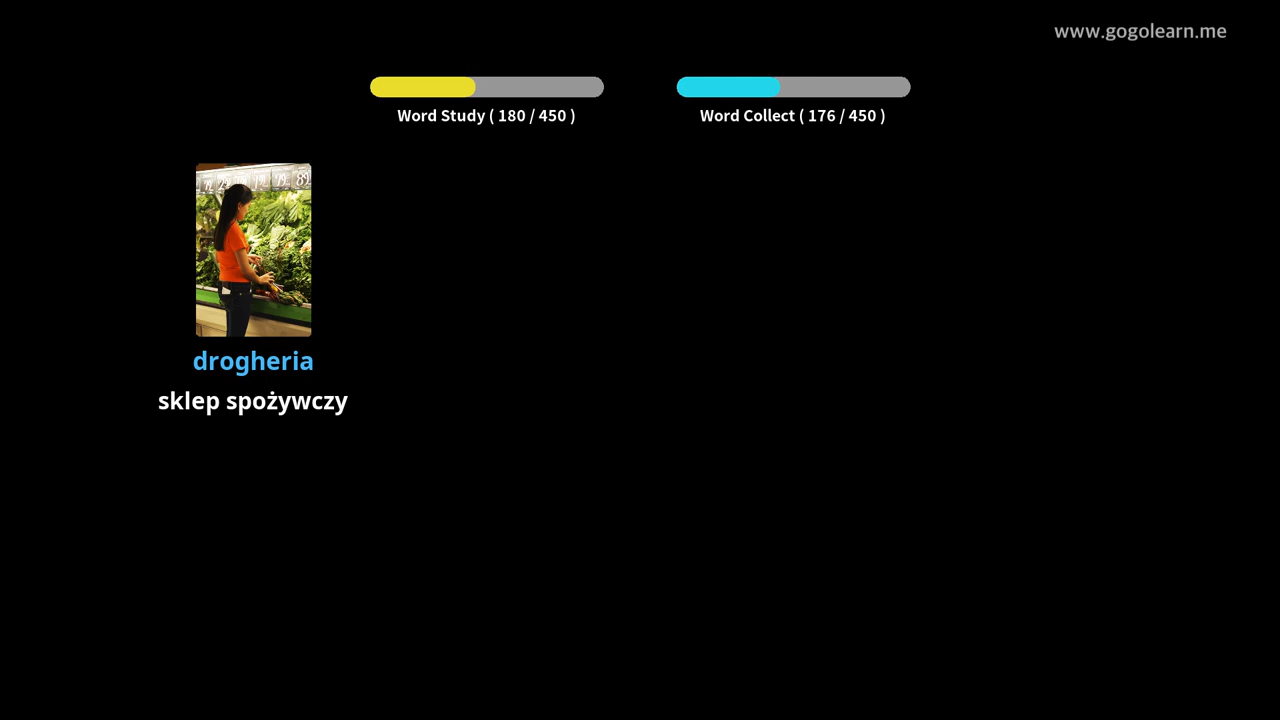 www.gogolearn.me
Word Study ( 180 / 450 )
Word Collect ( 176 / 450 )
drogheria
sklep spożywczy